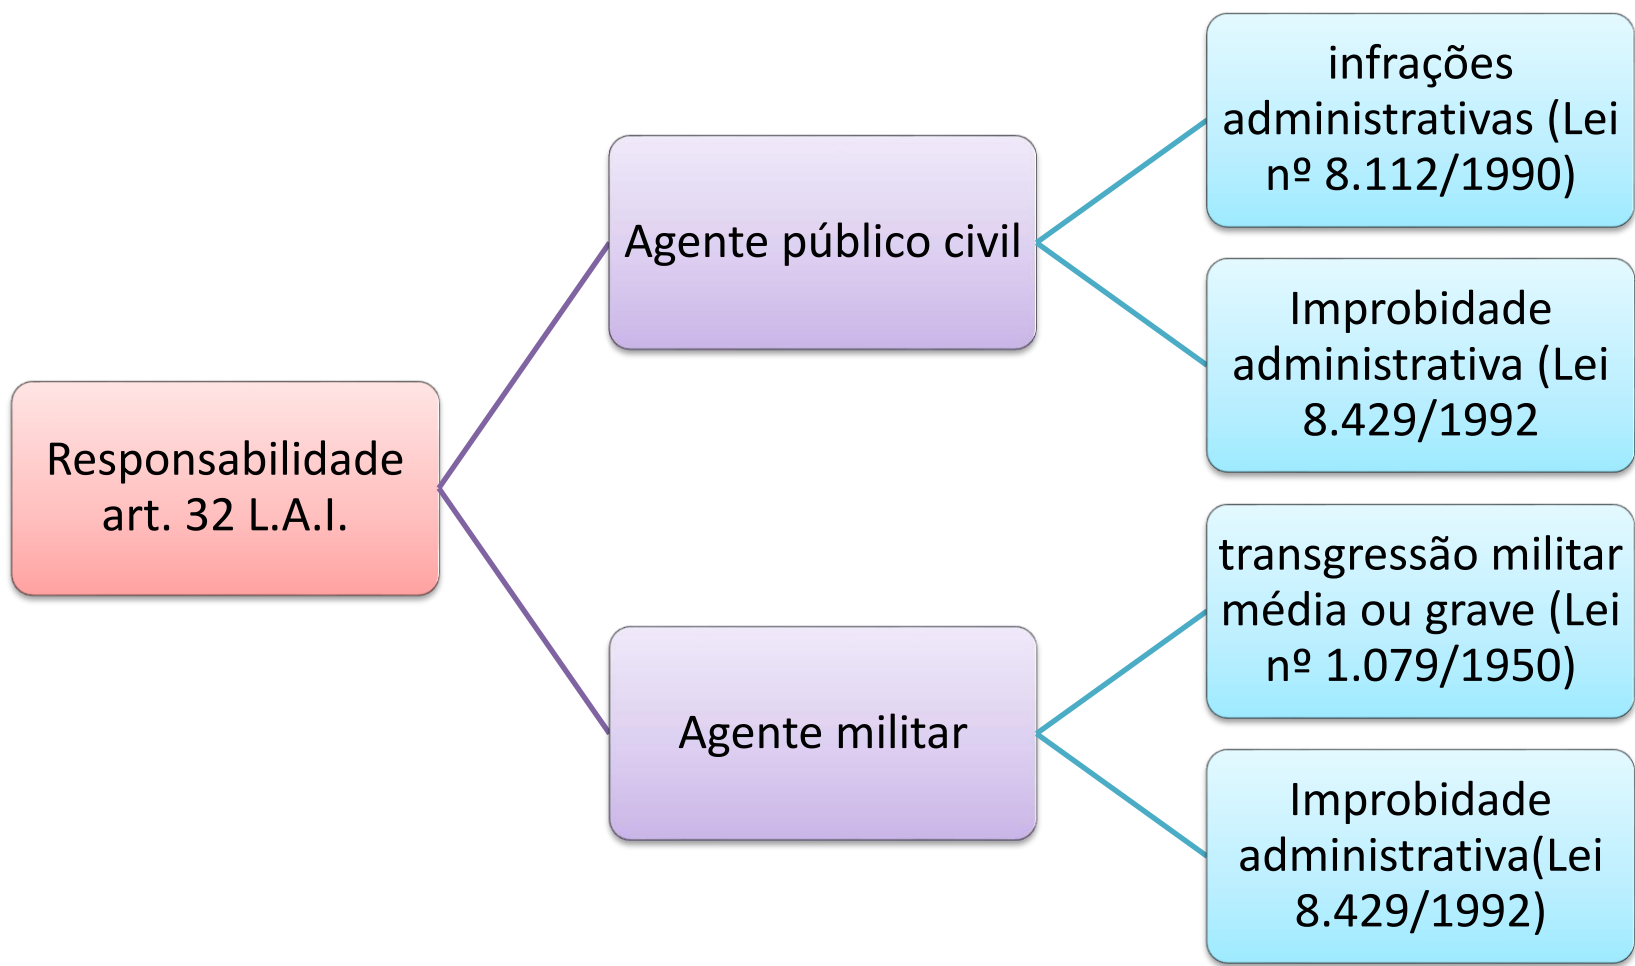 Responsabilidade
art. 32 L.A.I.
Agente público civil
infrações
administrativas (Lei
nº 8.112/1990)
Improbidade
administrativa (Lei
8.429/1992
Agente militar
transgressão militar
média ou grave (Lei
nº 1.079/1950)
Improbidade
administrativa(Lei
8.429/1992)